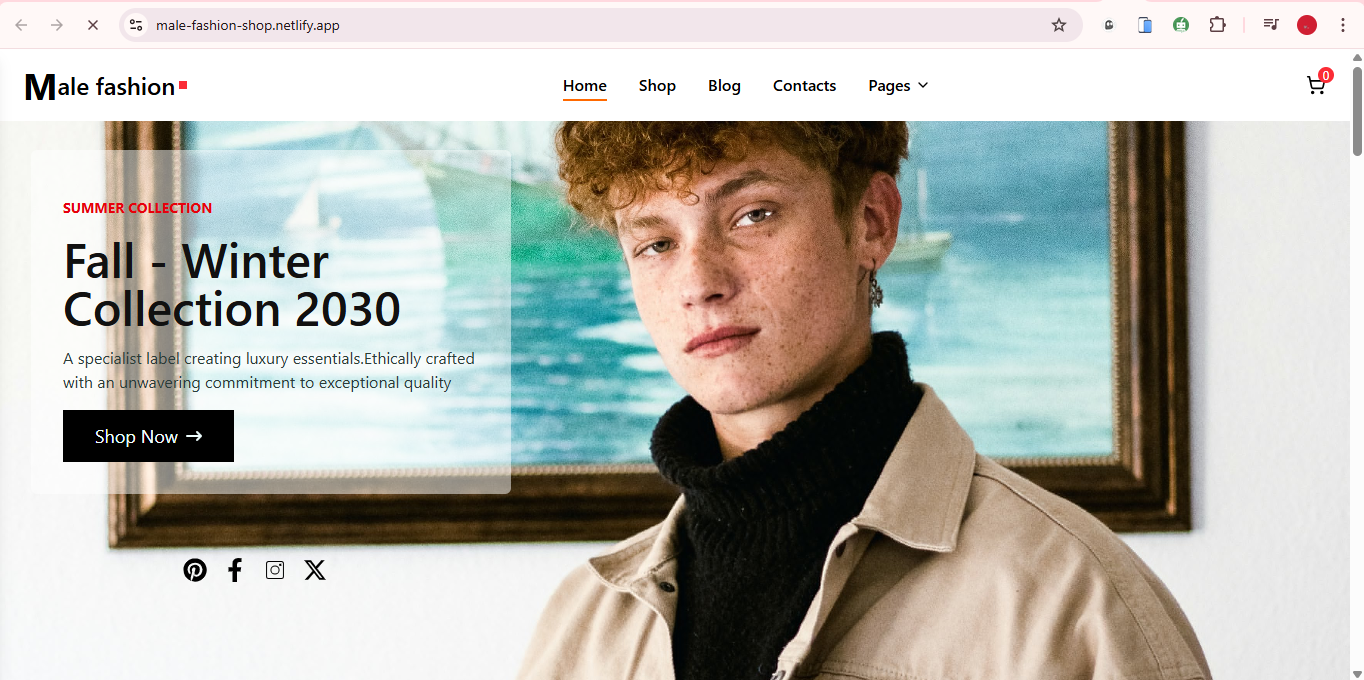 male-fashion-shop.netlify.app
Male fashion
Home Shop Blog Contacts Pages
0
SUMMER COLLECTION
Fall - Winter
Collection 2030
A specialist label creating luxury essentials.Ethically crafted
with an unwavering commitment to exceptional quality
Shop Now →